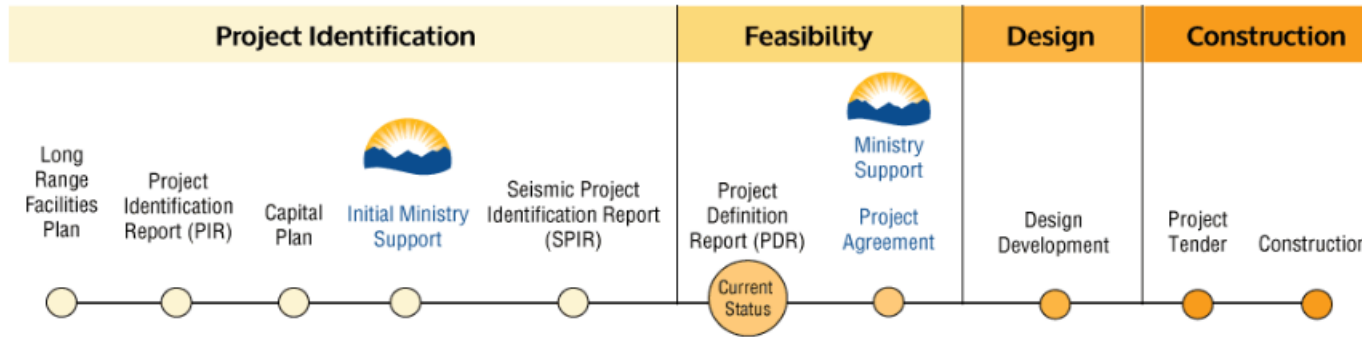 Project Identification
Feasibility
Design
Construction
Long
Range
Facilities
Plan
Project
Identification
Report (PIR)
Capital
Plan
Initial Ministry
Support
Seismic Project
Identification Report
(SPIR)
Project
Definition
Report (PDR)
Current
Status
Ministry
Support
Project
Agreement
Design
Development
Project
Tender
Construction